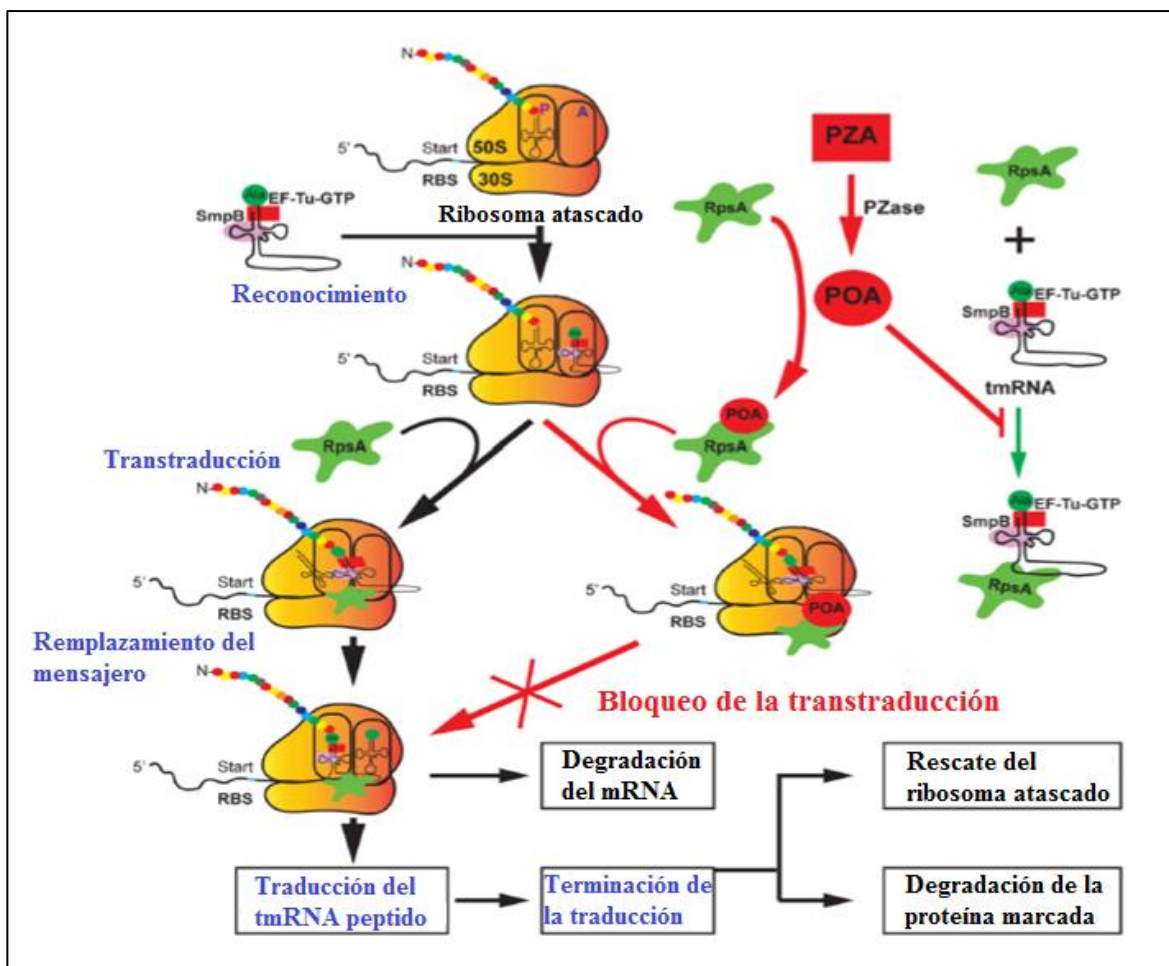 N-
P
A
5'
Start
50S
RBS
30S
Ribosoma atascado
Ala
EF-Tu-GTP
SmpB
Reconocimiento
N-
5'
Start
RBS
PZA
PZase
POA
RpsA
RpsA
+
Ala
EF-Tu-GTP
SmpB
tmRNA
Ala
EF-Tu-GTP
SmpB
RpsA
RpsA
POA
RpsA
Transtraducción
N-
5'
Start
RBS
5'
Start
RBS
POA
Remplazamiento del
mensajero
N-
5'
Start
RBS
Bloqueo de la transtraducción
Degradación
del mRNA
Rescate del
ribosoma atascado
Traducción del
tmRNA peptido
Terminación de
la traducción
Degradación de la
proteína marcada